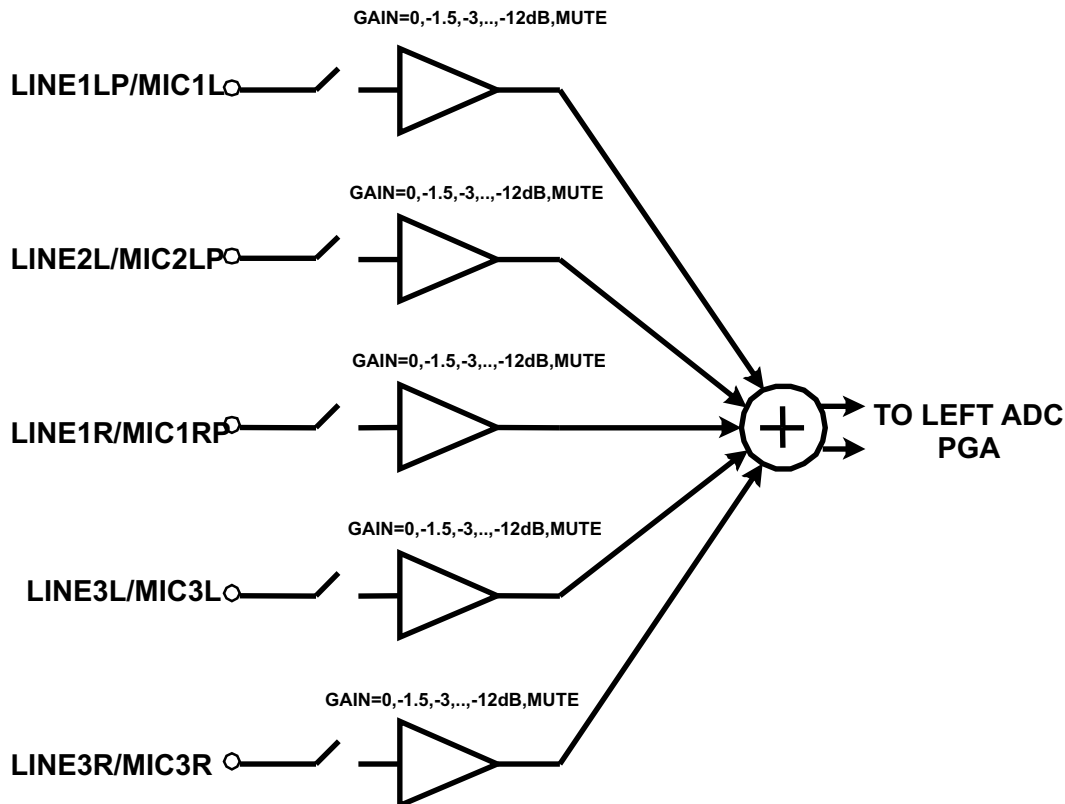 GAIN=0,-1.5,-3,..,-12dB,MUTE
LINE1LP/MIC1L
GAIN=0,-1.5,-3,..,-12dB,MUTE
LINE2L/MIC2LP
GAIN=0,-1.5,-3,..,-12dB,MUTE
LINE1R/MIC1RP
TO LEFT ADC
PGA
GAIN=0,-1.5,-3,..,-12dB,MUTE
LINE3L/MIC3L
GAIN=0,-1.5,-3,..,-12dB,MUTE
LINE3R/MIC3R